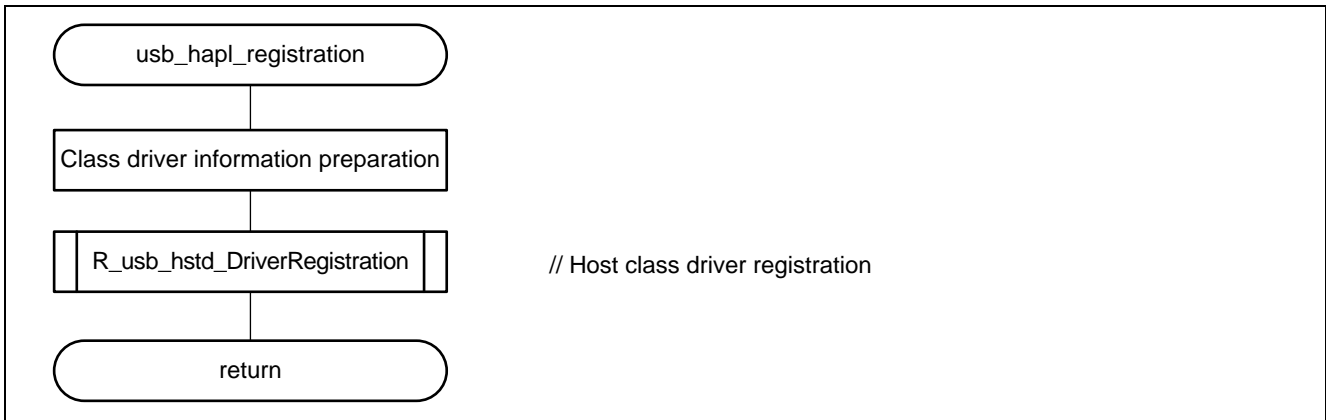 usb_hapl_registration
Class driver information preparation
R_usb_hstd_DriverRegistration
// Host class driver registration
return